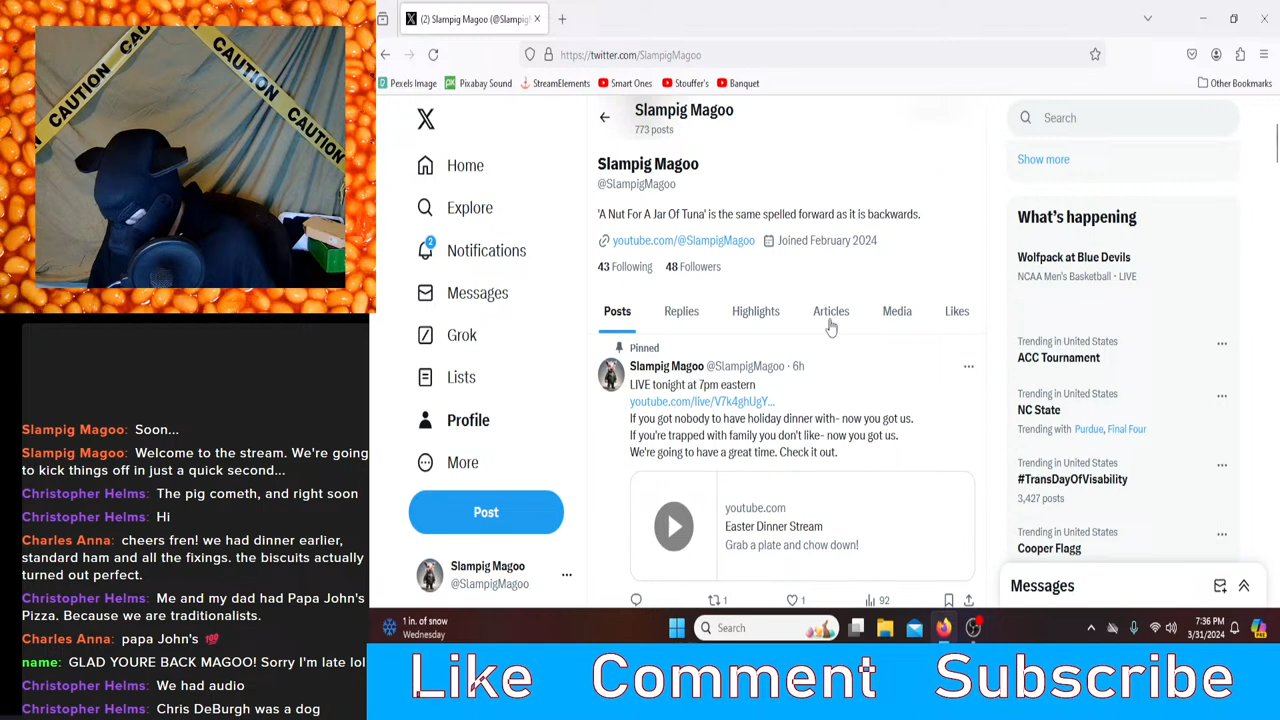 CAUTION
CAUTION
CAUTION
CAU
(2) Slampig Magoo (@Slampig
https://twitter.com/SlampigMagoo
Pexels Image
Pixabay Sound
StreamElements
Smart Ones
Stouffer's
Banquet
Other Bookmarks
Slampig Magoo
773 posts
Home
Explore
2
Notifications
Messages
Grok
Lists
Profile
More
Post
Slampig Magoo
@SlampigMagoo
Slampig Magoo
@SlampigMagoo
'A Nut For A Jar Of Tuna' is the same spelled forward as it is backwards.
youtube.com/@SlampigMagoo Joined February 2024
43 Following 48 Followers
Posts Replies Highlights Articles Media Likes
Pinned
Slampig Magoo @SlampigMagoo · 6h
LIVE tonight at 7pm eastern
youtube.com/live/V7k4ghUgY...
If you got nobody to have holiday dinner with- now you got us.
If you're trapped with family you don't like- now you got us.
We're going to have a great time. Check it out.
youtube.com
Easter Dinner Stream
Grab a plate and chow down!
1 1 92
Search
Show more
What's happening
Wolfpack at Blue Devils
NCAA Men's Basketball · LIVE
Trending in United States
ACC Tournament
Trending in United States
NC State
Trending with Purdue, Final Four
Trending in United States
#TransDayOfVisability
3,427 posts
Trending in United States
Cooper Flagg
Messages
Slampig Magoo: Soon...
Slampig Magoo: Welcome to the stream. We're going
to kick things off in just a quick second...
Christopher Helms: The pig cometh, and right soon
Christopher Helms: Hi
Charles Anna: cheers fren! we had dinner earlier,
standard ham and all the fixings. the biscuits actually
turned out perfect.
Christopher Helms: Me and my dad had Papa John's
Pizza. Because we are traditionalists.
Charles Anna: papa John's 💯
name: GLAD YOURE BACK MAGOO! Sorry I'm late lol
Christopher Helms: We had audio
Christopher Helms: Chris DeBurgh was a dog
1 in. of snow
Wednesday
Search
7:36 PM
3/31/2024
Like Comment Subscribe